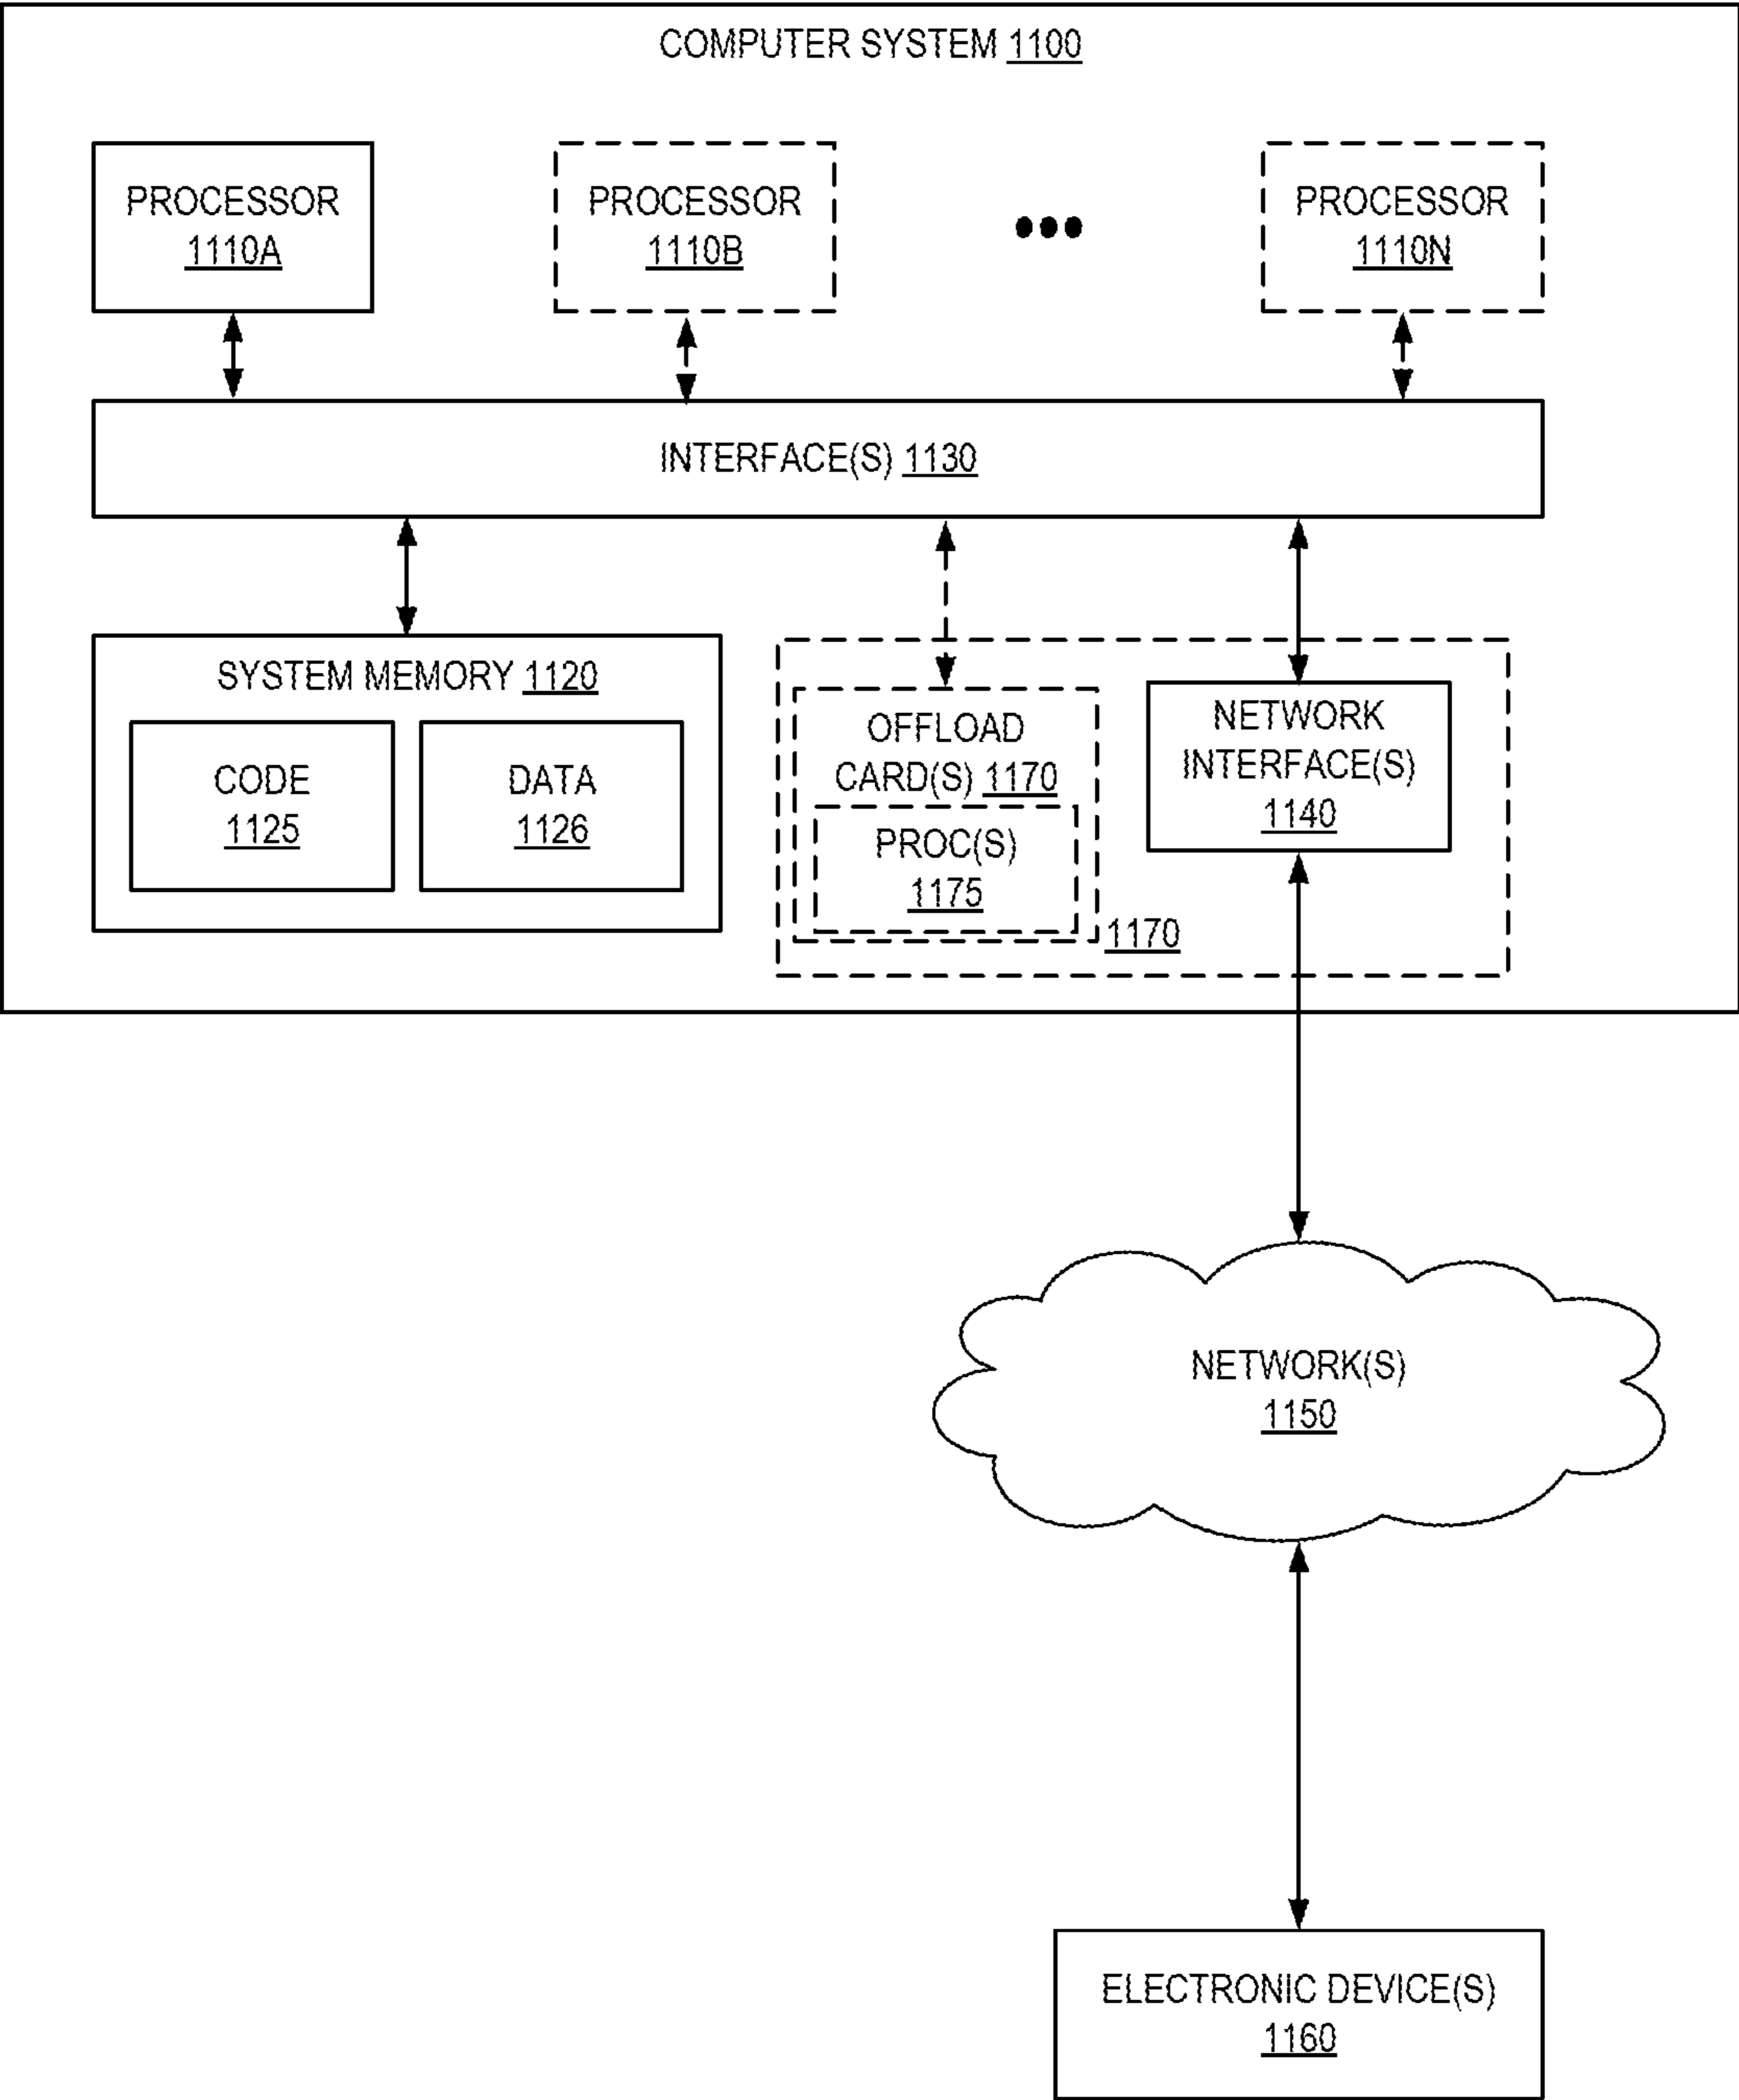 COMPUTER SYSTEM 1100
PROCESSOR
1110A
PROCESSOR
1110B
PROCESSOR
1110N
INTERFACE(S) 1130
SYSTEM MEMORY 1120
CODE
1125
DATA
1126
OFFLOAD
CARD(S) 1170
PROC(S)
1175
1170
NETWORK
INTERFACE(S)
1140
NETWORK(S)
1150
ELECTRONIC DEVICE(S)
1160